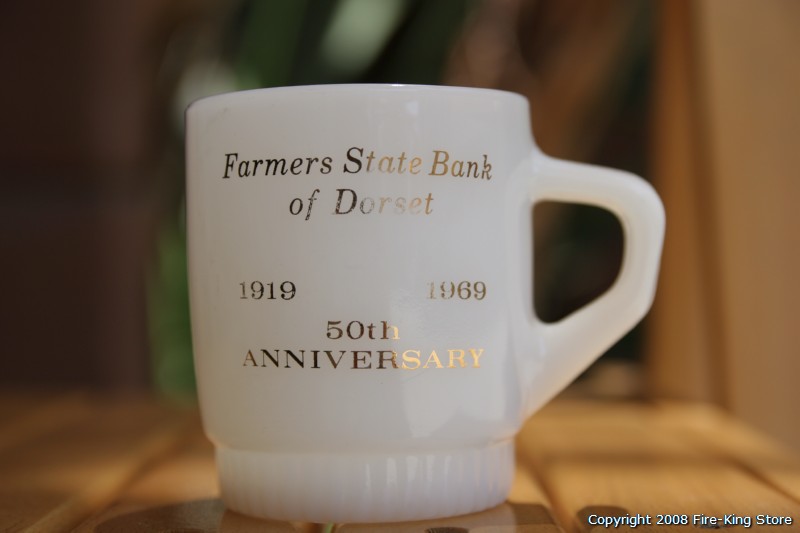 Farmers State Bank
of Dorset
1919 1969
50th
ANNIVERSARY
Copyright 2008 Fire-King Store